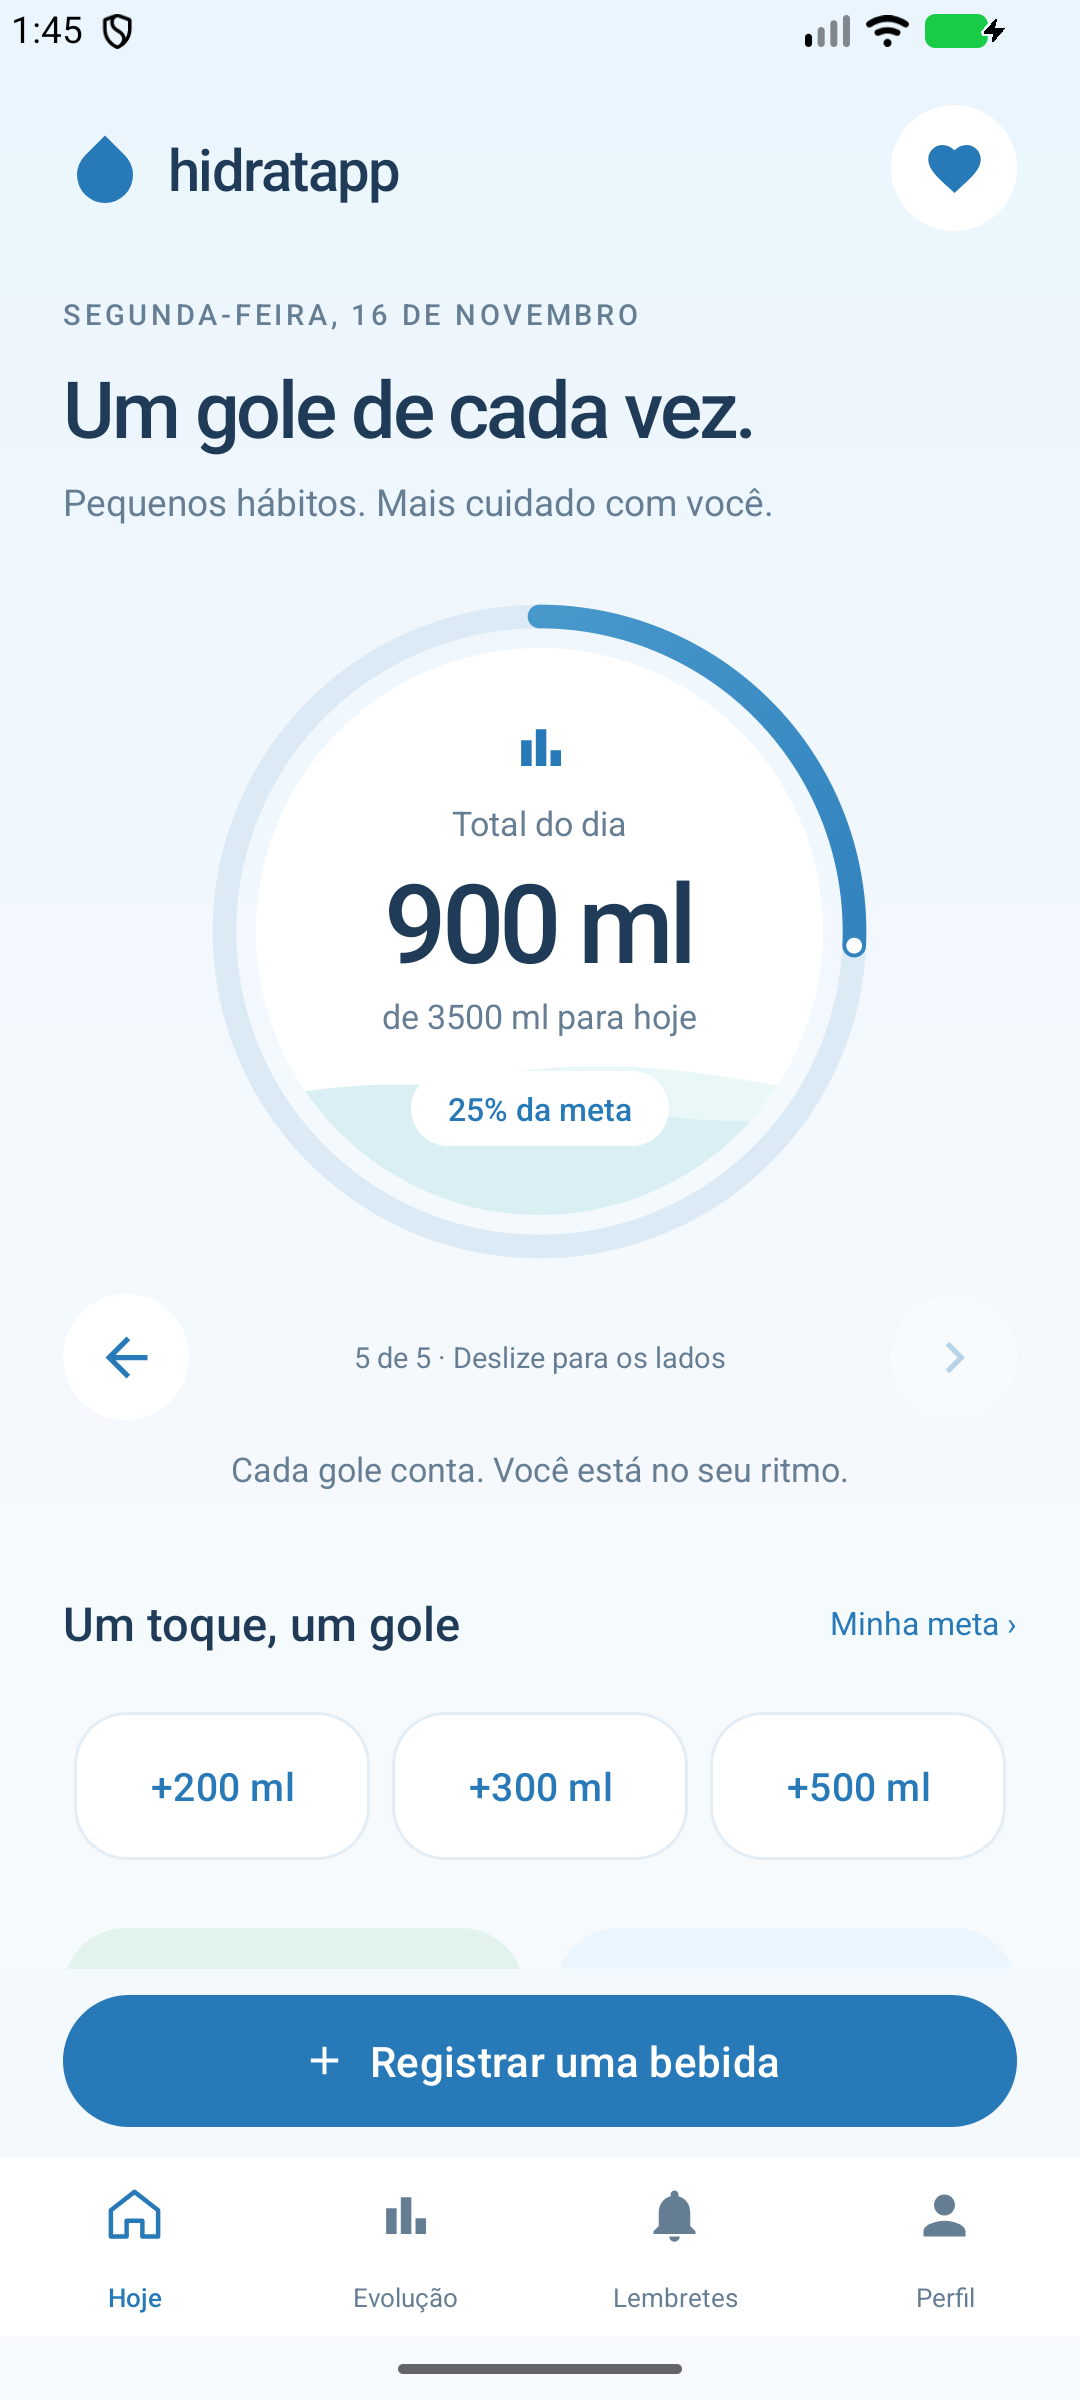 1:45
hidratapp
SEGUNDA-FEIRA, 16 DE NOVEMBRO
Um gole de cada vez.
Pequenos hábitos. Mais cuidado com você.
Total do dia
900 ml
de 3500 ml para hoje
25% da meta
5 de 5 · Deslize para os lados
Cada gole conta. Você está no seu ritmo.
Um toque, um gole
Minha meta ›
+200 ml
+300 ml
+500 ml
+ Registrar uma bebida
Hoje
Evolução
Lembretes
Perfil